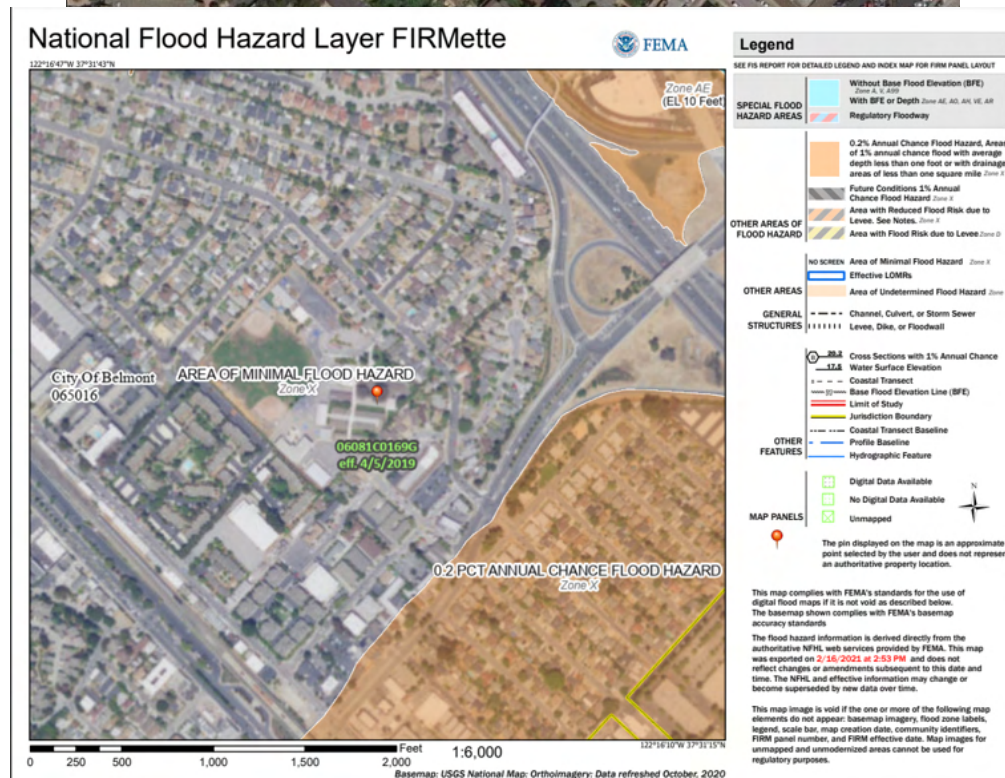 National Flood Hazard Layer FIRMette
FEMA
122°16'47"W 37°31'43"N
Zone AE
(EL 10 Feet)
City Of Belmont
065016
AREA OF MINIMAL FLOOD HAZARD
Zone X
06081C0169G
eff. 4/5/2019
0.2 PCT ANNUAL CHANCE FLOOD HAZARD
Zone X
122°16'10"W 37°31'15"N
0 250 500 1,000 1,500 2,000 Feet 1:6,000
Basemap: USGS National Map: Orthoimagery: Data refreshed October, 2020
Legend
SEE FIS REPORT FOR DETAILED LEGEND AND INDEX MAP FOR FIRM PANEL LAYOUT
SPECIAL FLOOD
HAZARD AREAS
Without Base Flood Elevation (BFE)
Zone A, V, A99
With BFE or Depth Zone AE, AO, AH, VE, AR
Regulatory Floodway
OTHER AREAS OF
FLOOD HAZARD
0.2% Annual Chance Flood Hazard, Areas
of 1% annual chance flood with average
depth less than one foot or with drainage
areas of less than one square mile Zone X
Future Conditions 1% Annual
Chance Flood Hazard Zone X
Area with Reduced Flood Risk due to
Levee. See Notes. Zone X
Area with Flood Risk due to Levee Zone D
OTHER AREAS
NO SCREEN Area of Minimal Flood Hazard Zone X
Effective LOMRs
Area of Undetermined Flood Hazard Zone
GENERAL
STRUCTURES
Channel, Culvert, or Storm Sewer
Levee, Dike, or Floodwall
OTHER
FEATURES
20.2 Cross Sections with 1% Annual Chance
17.5 Water Surface Elevation
Coastal Transect
Base Flood Elevation Line (BFE)
Limit of Study
Jurisdiction Boundary
Coastal Transect Baseline
Profile Baseline
Hydrographic Feature
MAP PANELS
Digital Data Available
No Digital Data Available
Unmapped
N
The pin displayed on the map is an approximate
point selected by the user and does not represen
an authoritative property location.
This map complies with FEMA's standards for the use of
digital flood maps if it is not void as described below.
The basemap shown complies with FEMA's basemap
accuracy standards
The flood hazard information is derived directly from the
authoritative NFHL web services provided by FEMA. This map
was exported on 2/16/2021 at 2:53 PM and does not
reflect changes or amendments subsequent to this date and
time. The NFHL and effective information may change or
become superseded by new data over time.
This map image is void if the one or more of the following map
elements do not appear: basemap imagery, flood zone labels,
legend, scale bar, map creation date, community identifiers,
FIRM panel number, and FIRM effective date. Map images for
unmapped and unmodernized areas cannot be used for
regulatory purposes.